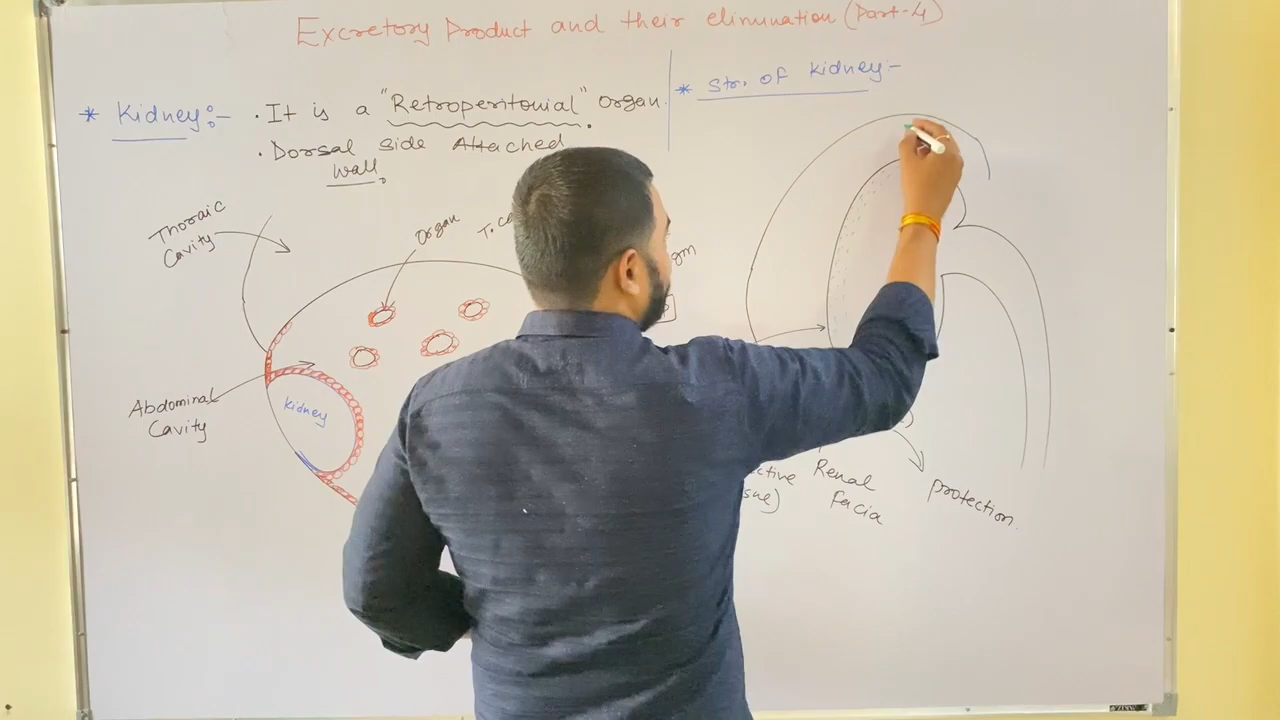 Excretory Product and their elimination (Part-4)
* Kidney:- . It is a "Retroperitonial" Organ.
. Dorsal side Attached
Wall.
* Str. of Kidney:-
Thoraic
Cavity
Organ
Abdominal
Cavity
Kidney
Renal
Facia
Protection.